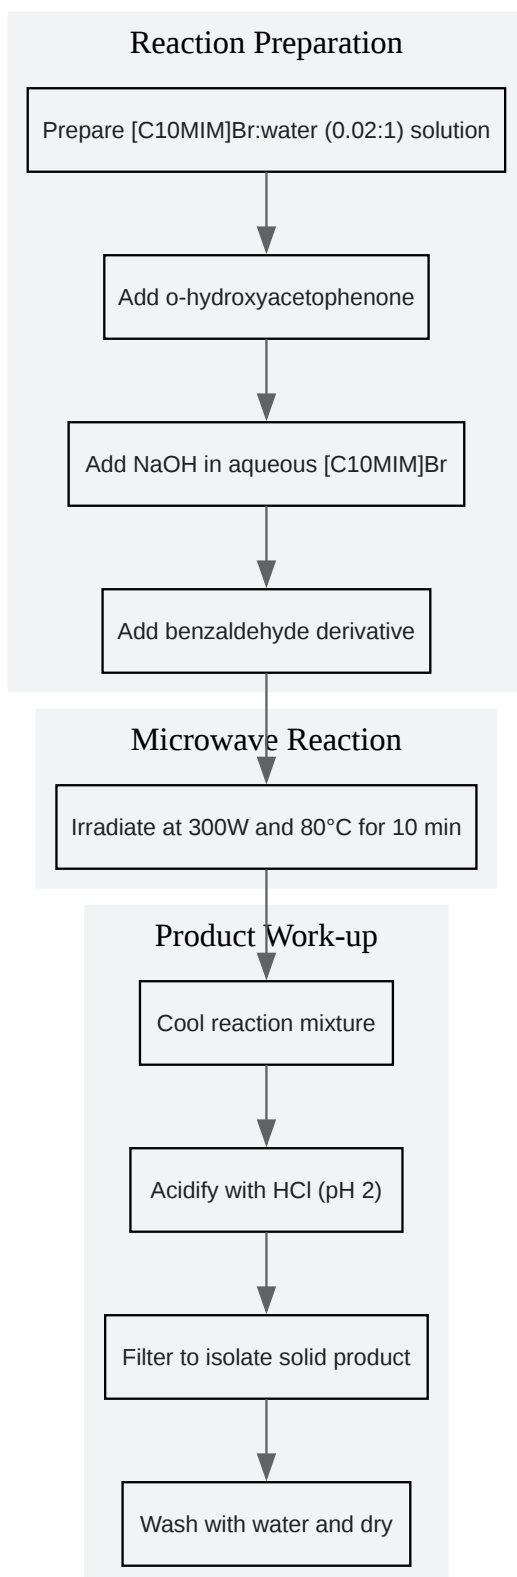 Reaction Preparation
Prepare [C10MIM]Br:water (0.02:1) solution
Add o-hydroxyacetophenone
Add NaOH in aqueous [C10MIM]Br
Add benzaldehyde derivative
Microwave Reaction
Irradiate at 300W and 80°C for 10 min
Product Work-up
Cool reaction mixture
Acidify with HCl (pH 2)
Filter to isolate solid product
Wash with water and dry